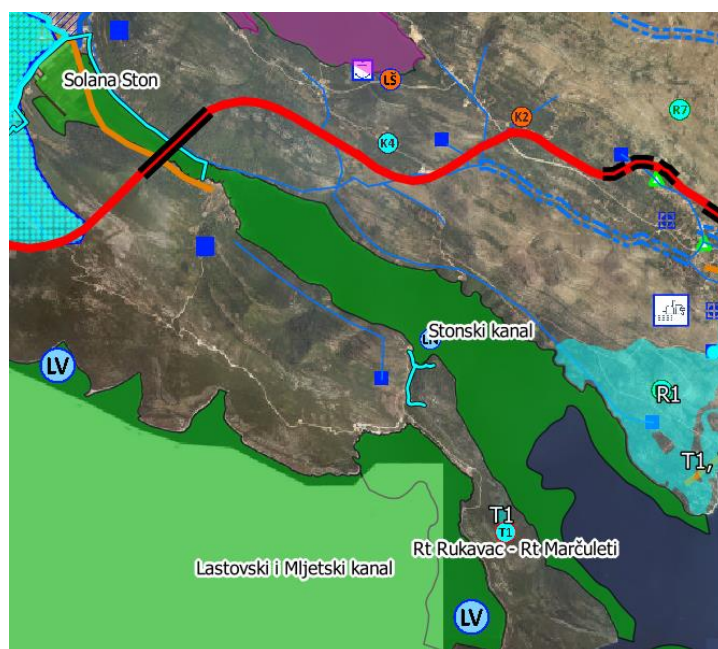 Solana Ston
LŠ
K2
R7
K4
Stonski kanal
LV
R1
T1,
T1
T1
Rt Rukavac - Rt Marčuleti
Lastovski i Mljetski kanal
LV